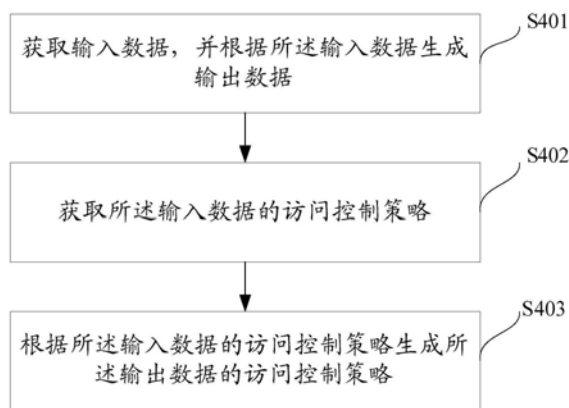 S401
获取输入数据，并根据所述输入数据生成
输出数据
S402
获取所述输入数据的访问控制策略
S403
根据所述输入数据的访问控制策略生成所
述输出数据的访问控制策略